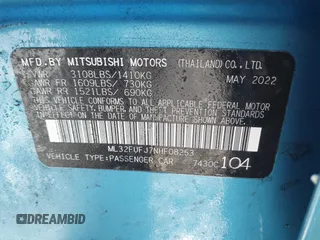 MFD.BY MITSUBISHI MOTORS (THAILAND) CO.,LTD.
GVWR 3108LBS/1410KG
GAWR FR 1609LBS/ 730KG MAY 2022
GAWR RR 1521LBS/ 690KG
THIS VEHICLE CONFORMS TO ALL APPLICABLE FEDERAL
MOTOR VEHICLE SAFETY, BUMPER, AND THEFT PREVENTION
STANDARDS IN EFFECT ON THE DATE OF MANUFACTURE
SHOWN ABOVE.
ML32FUFJ7NHF08253
VEHICLE TYPE:PASSENGER CAR 7430C 104
DREAMBID